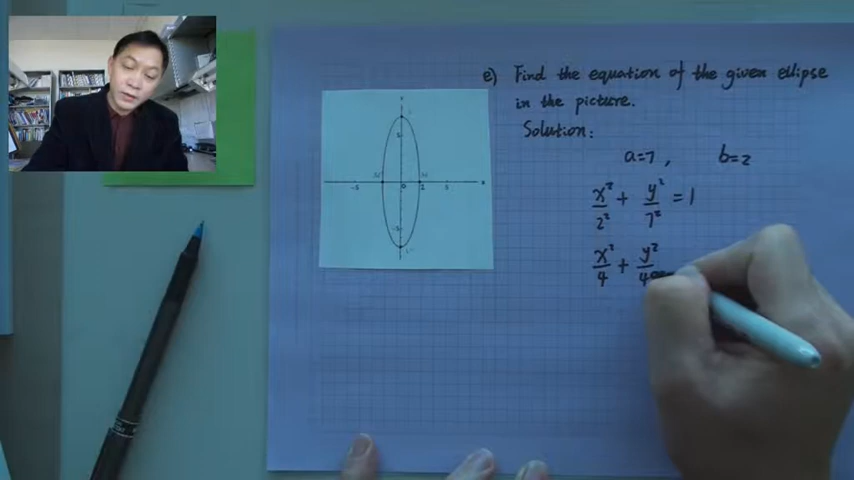 e) Find the equation of the given ellipse
in the picture.
Solution:
a=7, b=2
x²/2² + y²/7² = 1
x²/4 + y²/4